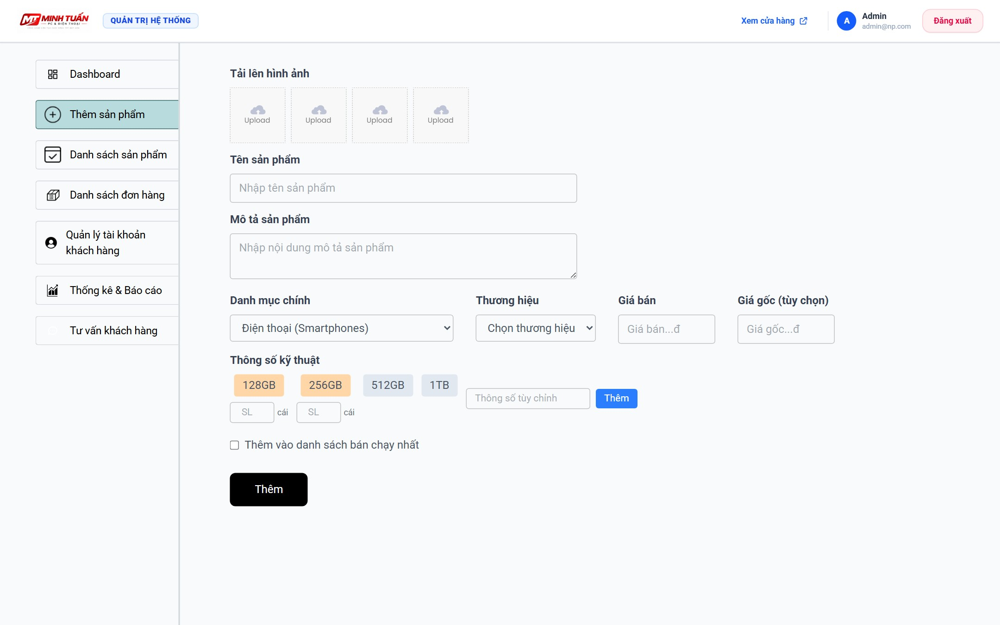 MT MINH TUẤN
PC & ĐIỆN THOẠI
QUẢN TRỊ HỆ THỐNG
Xem cửa hàng
A
Admin
admin@np.com
Đăng xuất
Dashboard
Thêm sản phẩm
Danh sách sản phẩm
Danh sách đơn hàng
Quản lý tài khoản
khách hàng
Thống kê & Báo cáo
Tư vấn khách hàng
Tải lên hình ảnh
Upload
Upload
Upload
Upload
Tên sản phẩm
Nhập tên sản phẩm
Mô tả sản phẩm
Nhập nội dung mô tả sản phẩm
Danh mục chính
Thương hiệu
Giá bán
Giá gốc (tùy chọn)
Điện thoại (Smartphones)
Chọn thương hiệu
Giá bán...đ
Giá gốc...đ
Thông số kỹ thuật
128GB
256GB
512GB
1TB
SL
cái
SL
cái
Thông số tùy chỉnh
Thêm
Thêm vào danh sách bán chạy nhất
Thêm